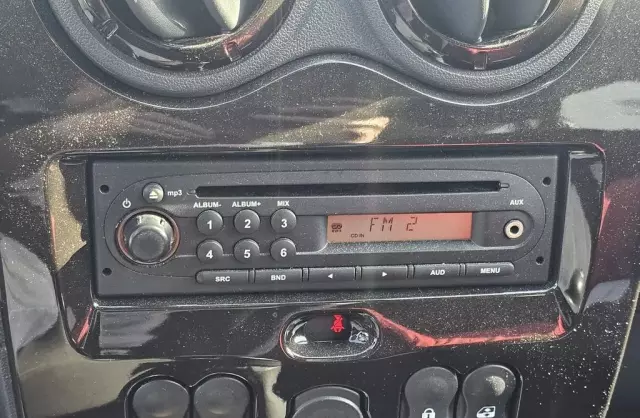 mp3
ALBUM- ALBUM+ MIX
AUX
1 2 3
FM 2
CD-IN
4 5 6
SRC BND AUD MENU